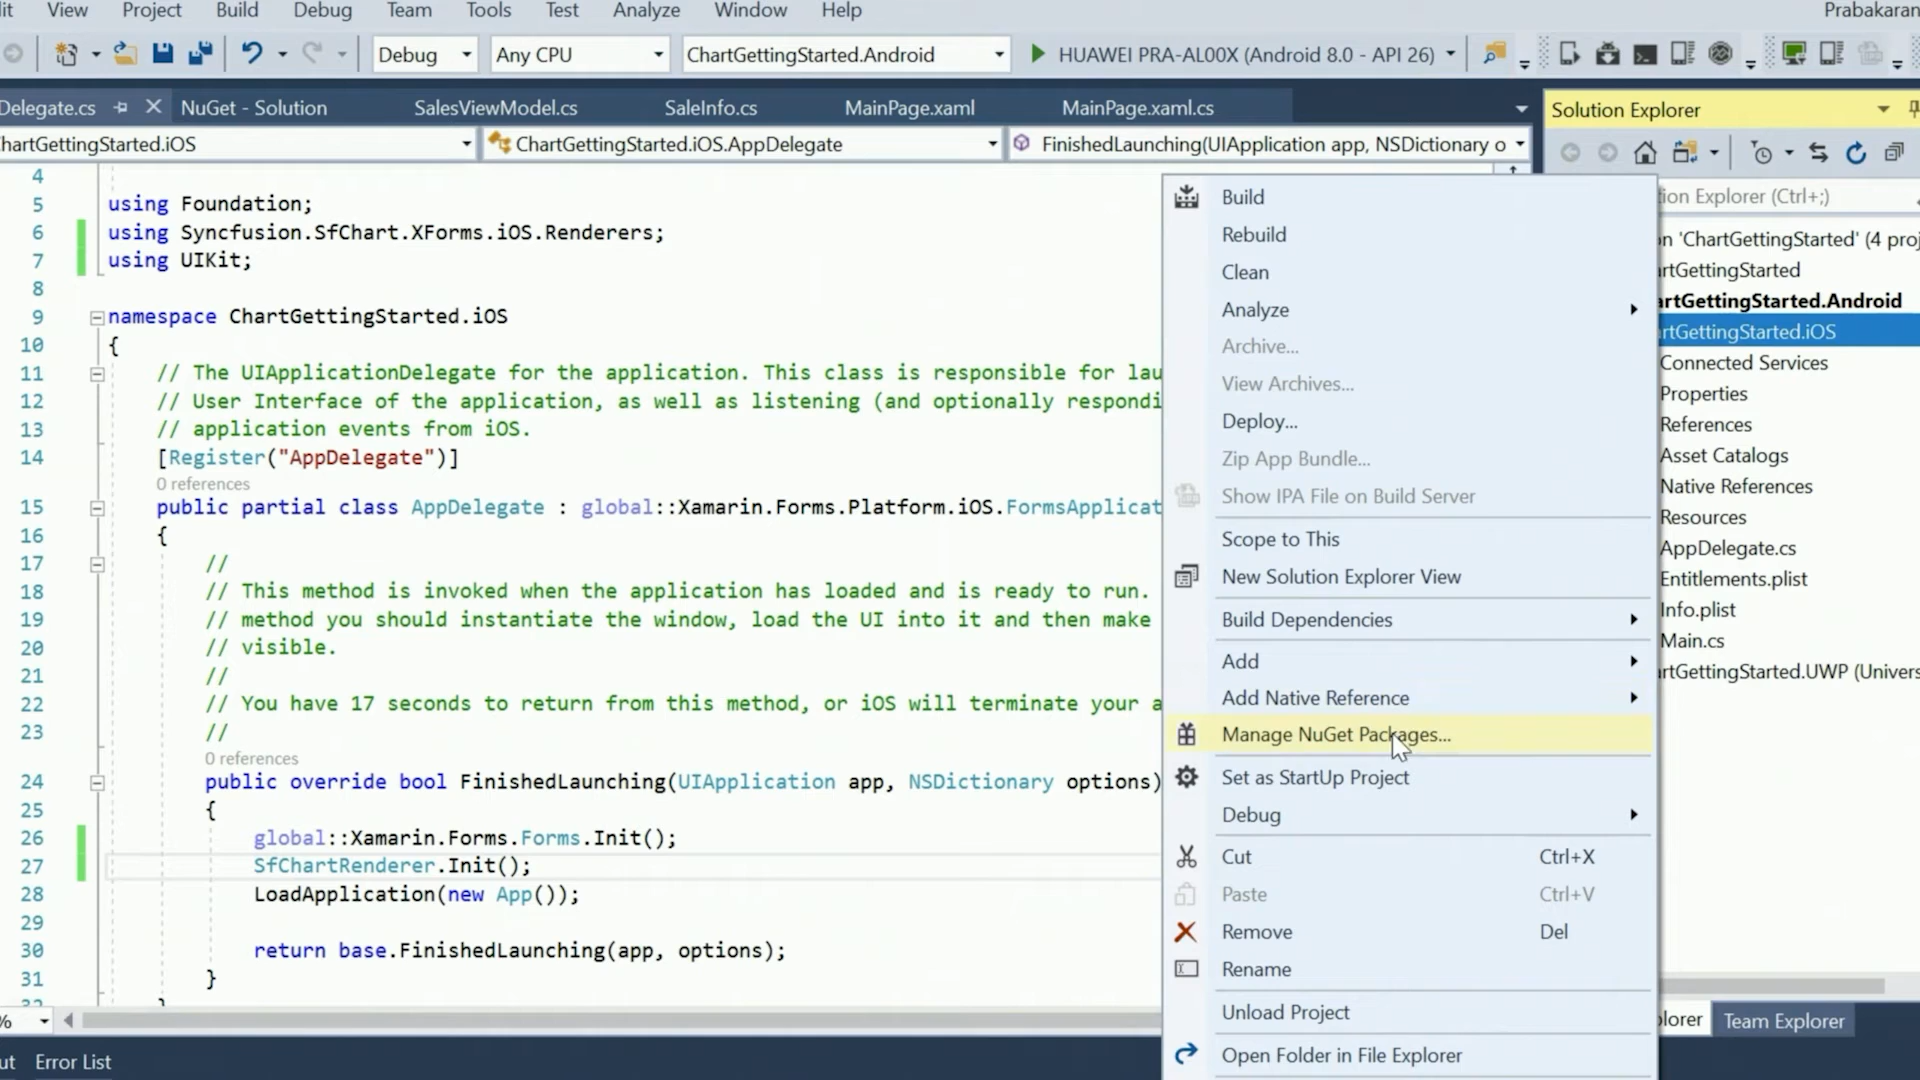 it View Project Build Debug Team Tools Test Analyze Window Help Prabakaran
Debug Any CPU ChartGettingStarted.Android HUAWEI PRA-AL00X (Android 8.0 - API 26)
Delegate.cs NuGet - Solution SalesViewModel.cs SaleInfo.cs MainPage.xaml MainPage.xaml.cs
hartGettingStarted.iOS ChartGettingStarted.iOS.AppDelegate FinishedLaunching(UIApplication app, NSDictionary o
4
5 using Foundation;
6 using Syncfusion.SfChart.XForms.iOS.Renderers;
7 using UIKit;
8
9 namespace ChartGettingStarted.iOS
10 {
11 // The UIApplicationDelegate for the application. This class is responsible for lau
12 // User Interface of the application, as well as listening (and optionally respondi
13 // application events from iOS.
14 [Register("AppDelegate")]
0 references
15 public partial class AppDelegate : global::Xamarin.Forms.Platform.iOS.FormsApplicat
16 {
17 //
18 // This method is invoked when the application has loaded and is ready to run.
19 // method you should instantiate the window, load the UI into it and then make
20 // visible.
21 //
22 // You have 17 seconds to return from this method, or iOS will terminate your a
23 //
0 references
24 public override bool FinishedLaunching(UIApplication app, NSDictionary options)
25 {
26 global::Xamarin.Forms.Forms.Init();
27 SfChartRenderer.Init();
28 LoadApplication(new App());
29
30 return base.FinishedLaunching(app, options);
31 }
32 }
%
ut Error List
Build
Rebuild
Clean
Analyze
Archive...
View Archives...
Deploy...
Zip App Bundle...
Show IPA File on Build Server
Scope to This
New Solution Explorer View
Build Dependencies
Add
Add Native Reference
Manage NuGet Packages...
Set as StartUp Project
Debug
Cut Ctrl+X
Paste Ctrl+V
Remove Del
Rename
Unload Project
Open Folder in File Explorer
Solution Explorer
tion Explorer (Ctrl+;)
n 'ChartGettingStarted' (4 proj
rtGettingStarted
artGettingStarted.Android
rtGettingStarted.iOS
Connected Services
Properties
References
Asset Catalogs
Native References
Resources
AppDelegate.cs
Entitlements.plist
Info.plist
Main.cs
rtGettingStarted.UWP (Univers
plorer Team Explorer